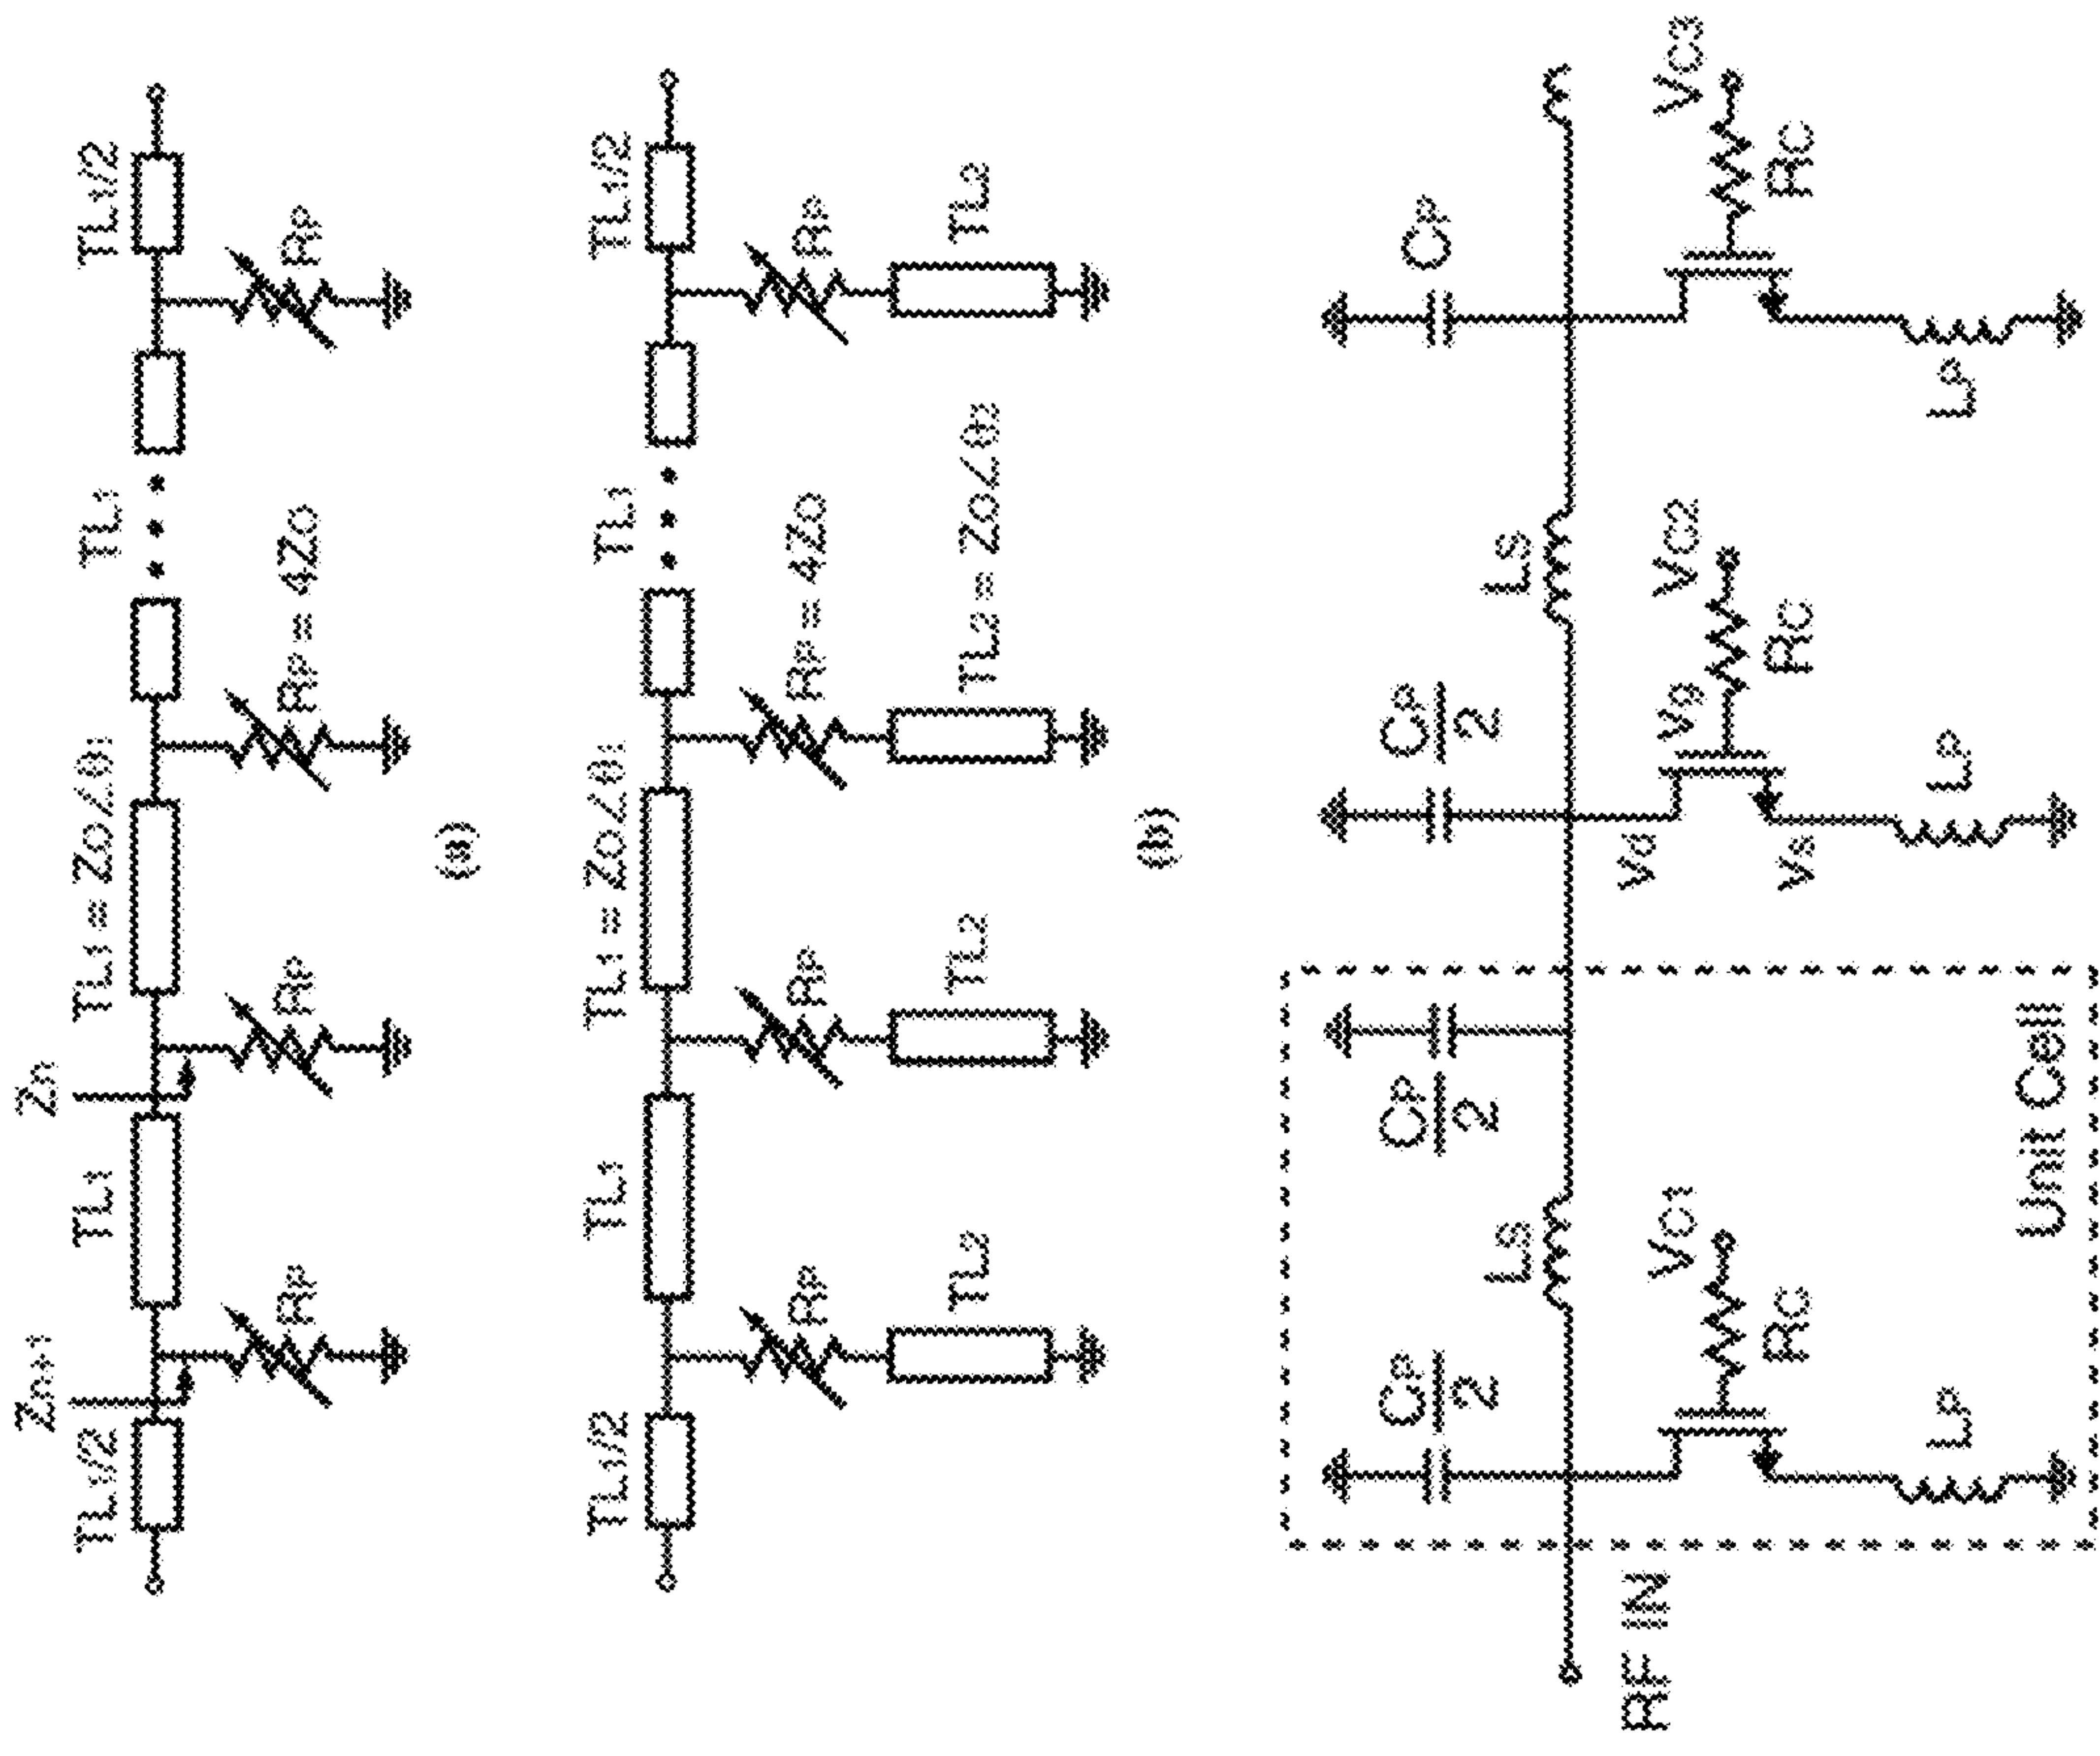 Zn+1 Zn
TL1/2 TL1 TL1 = Zo∠θ1 TL1 TL1/2
RP RP RP = 4Zo RP
(a)
TL1/2 TL1 TL1 = Zo∠θ1 TL1 TL1/2
RP RP RP = 4Zo RP
TL2 TL2 TL2 = Zo∠θ2 TL2
(b)
CP/2 CP/2 CP/2 CP
LS LS
RF IN
Vd
VC1 Vg VC2 VC3
RC RC RC
Vs
LP LP LP
Unit Cell